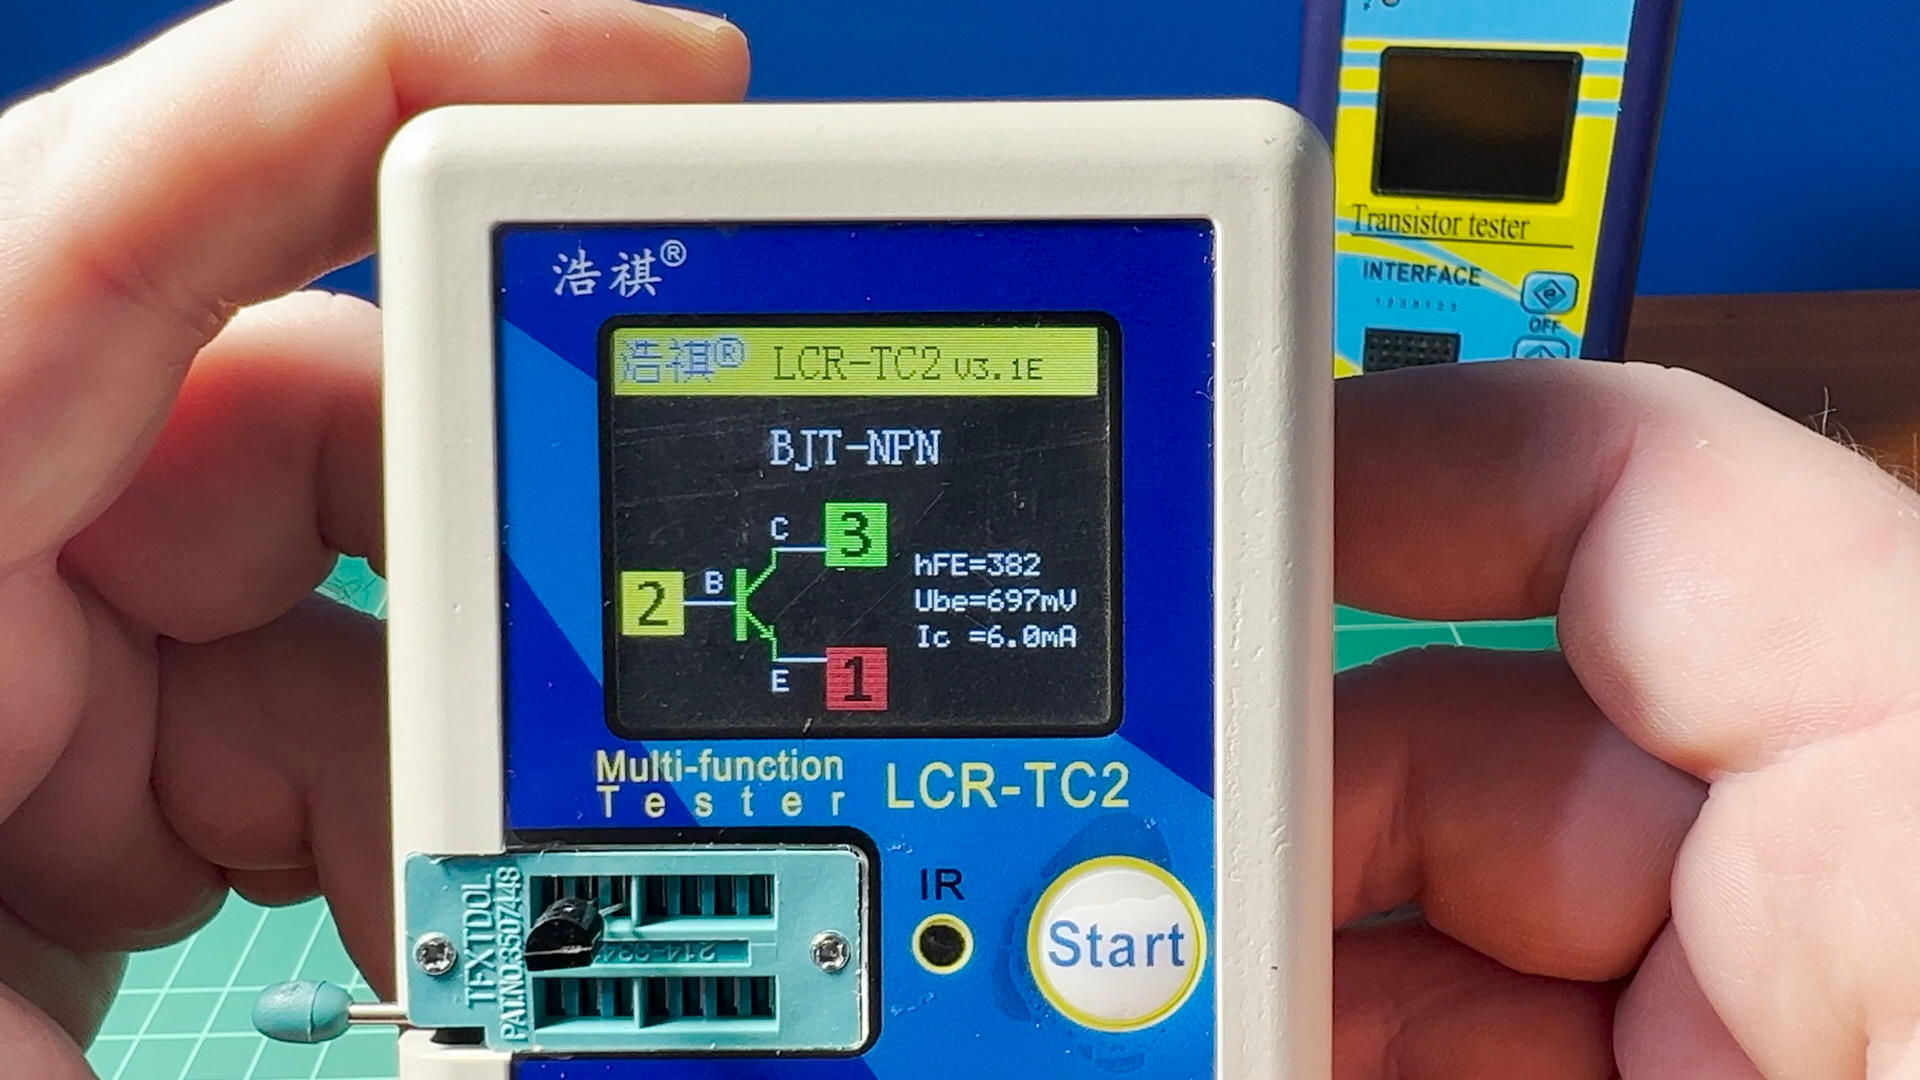 浩祺®
浩祺® LCR-TC2 V3.1E
BJT-NPN
C 3
2 B
hFE=382
Ube=697mV
Ic =6.0mA
E 1
Multi-function
Tester
LCR-TC2
IR
Start
TFXTDOL
PAT.NO.3507448
Transistor tester
INTERFACE
OFF